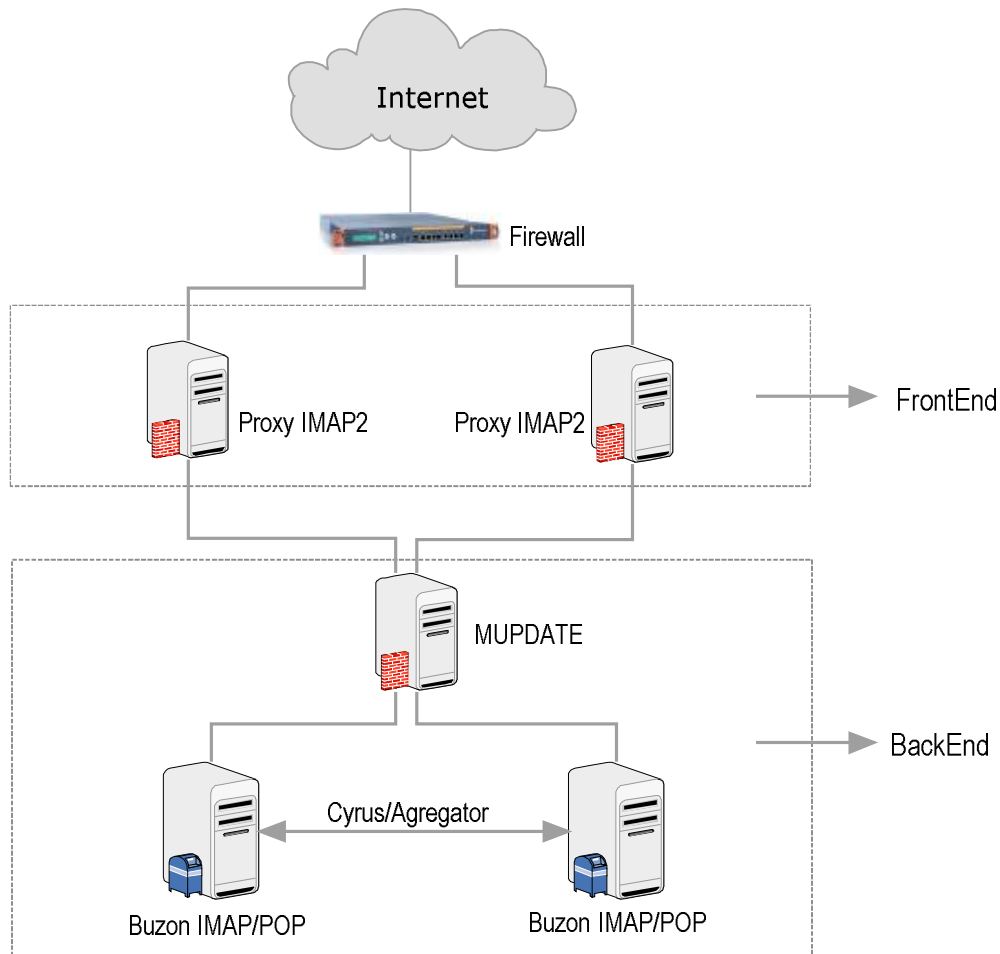 Internet
Firewall
Proxy IMAP2
Proxy IMAP2
FrontEnd
MUPDATE
BackEnd
Cyrus/Agregator
Buzon IMAP/POP
Buzon IMAP/POP